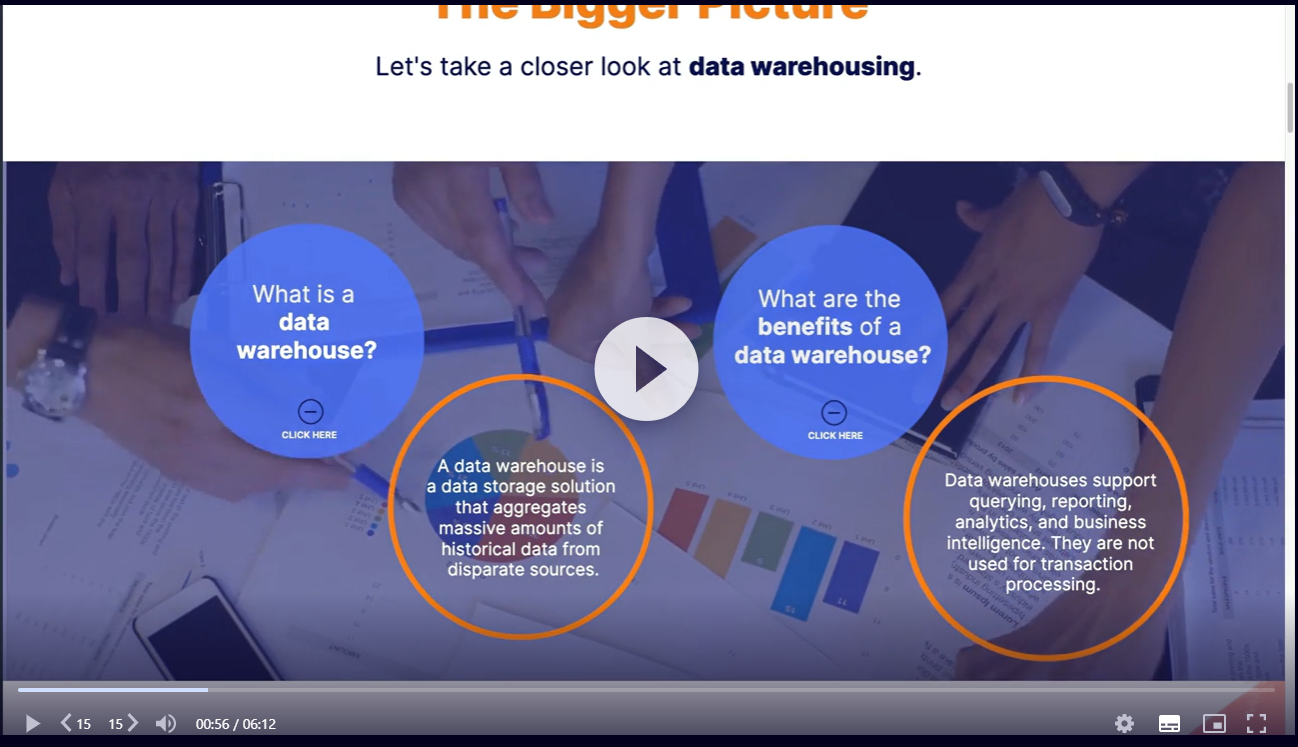 The Bigger Picture
Let's take a closer look at data warehousing.
What is a
data
warehouse?
CLICK HERE
A data warehouse is
a data storage solution
that aggregates
massive amounts of
historical data from
disparate sources.
What are the
benefits of a
data warehouse?
CLICK HERE
Data warehouses support
querying, reporting,
analytics, and business
intelligence. They are not
used for transaction
processing.
15 15 00:56 / 06:12